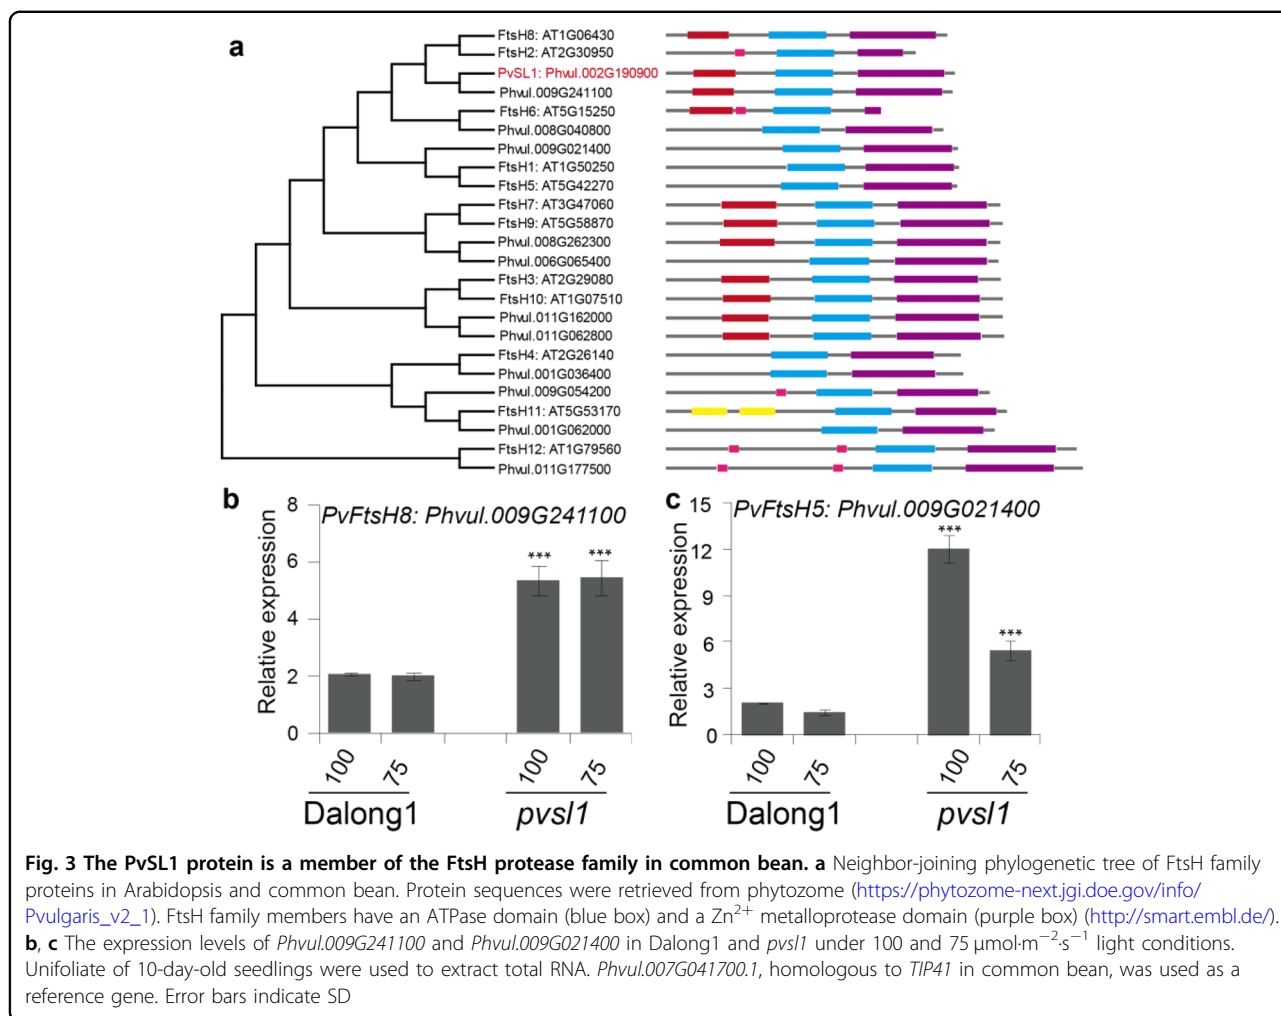 a
FtsH8: AT1G06430
FtsH2: AT2G30950
PvSL1: Phvul.002G190900
Phvul.009G241100
FtsH6: AT5G15250
Phvul.008G040800
Phvul.009G021400
FtsH1: AT1G50250
FtsH5: AT5G42270
FtsH7: AT3G47060
FtsH9: AT5G58870
Phvul.008G262300
Phvul.006G065400
FtsH3: AT2G29080
FtsH10: AT1G07510
Phvul.011G162000
Phvul.011G062800
FtsH4: AT2G26140
Phvul.001G036400
Phvul.009G054200
FtsH11: AT5G53170
Phvul.001G062000
FtsH12: AT1G79560
Phvul.011G177500
b
PvFtsH8: Phvul.009G241100
Relative expression
8
6
4
2
0
***
***
100
75
100
75
Dalong1
pvsl1
c
PvFtsH5: Phvul.009G021400
Relative expression
15
12
9
6
3
0
***
***
100
75
100
75
Dalong1
pvsl1
Fig. 3 The PvSL1 protein is a member of the FtsH protease family in common bean. a Neighbor-joining phylogenetic tree of FtsH family
proteins in Arabidopsis and common bean. Protein sequences were retrieved from phytozome (https://phytozome-next.jgi.doe.gov/info/
Pvulgaris_v2_1). FtsH family members have an ATPase domain (blue box) and a Zn²⁺ metalloprotease domain (purple box) (http://smart.embl.de/).
b, c The expression levels of Phvul.009G241100 and Phvul.009G021400 in Dalong1 and pvsl1 under 100 and 75 μmol·m⁻²·s⁻¹ light conditions.
Unifoliate of 10-day-old seedlings were used to extract total RNA. Phvul.007G041700.1, homologous to TIP41 in common bean, was used as a
reference gene. Error bars indicate SD